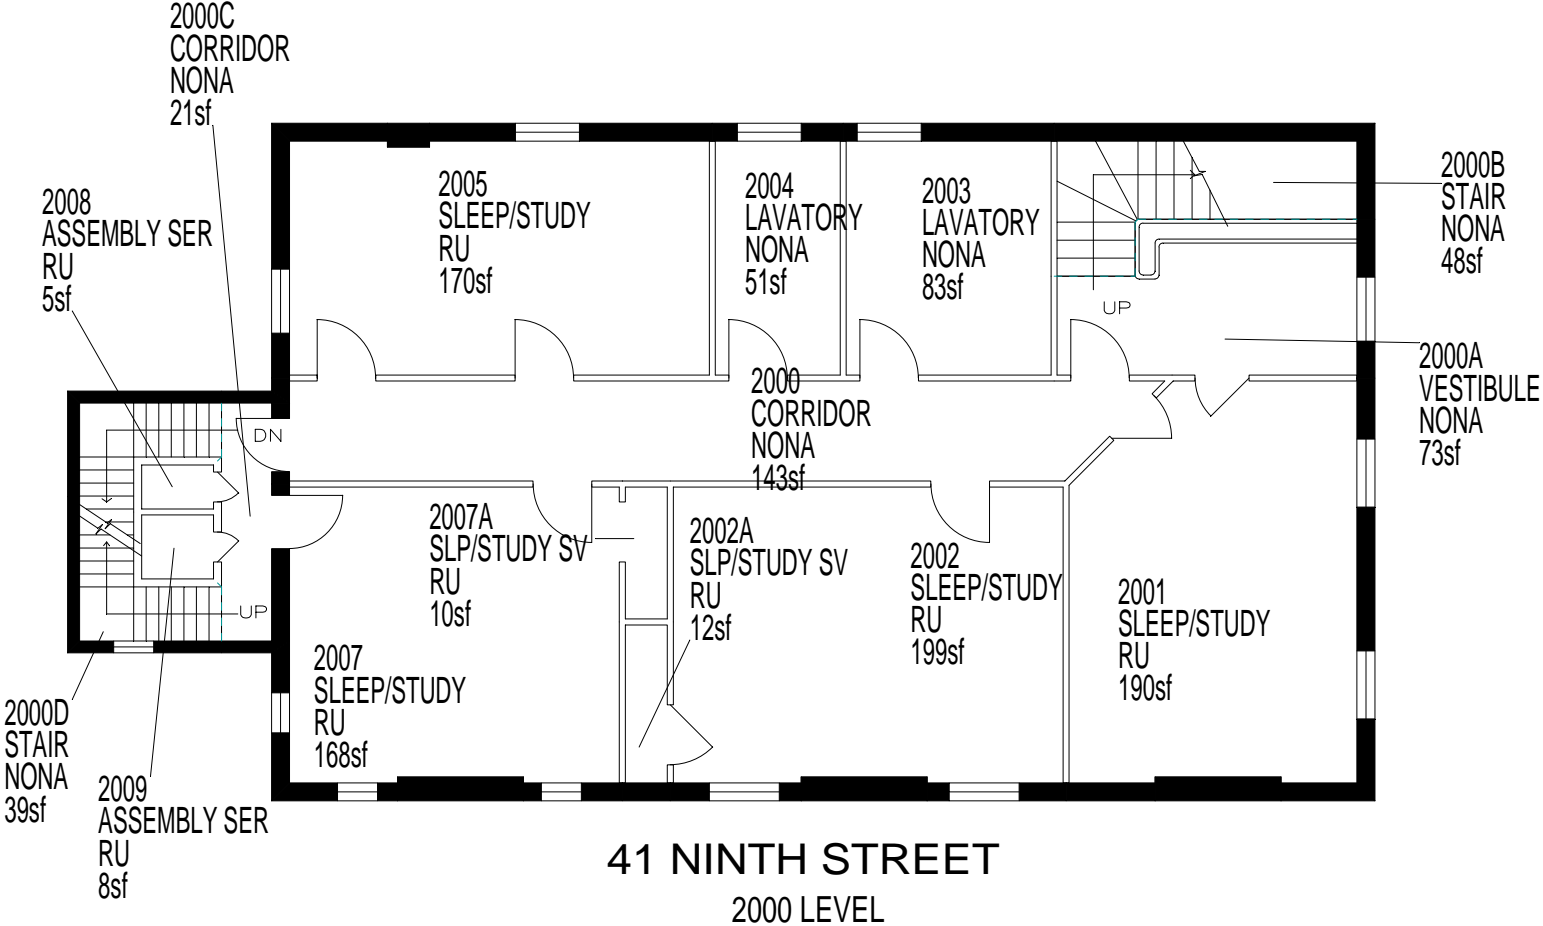 2000C
CORRIDOR
NONA
21sf
2008
ASSEMBLY SER
RU
5sf
2005
SLEEP/STUDY
RU
170sf
2004
LAVATORY
NONA
51sf
2003
LAVATORY
NONA
83sf
2000B
STAIR
NONA
48sf
UP
2000A
VESTIBULE
NONA
73sf
2000
CORRIDOR
NONA
143sf
DN
UP
2007A
SLP/STUDY SV
RU
10sf
2002A
SLP/STUDY SV
RU
12sf
2002
SLEEP/STUDY
RU
199sf
2001
SLEEP/STUDY
RU
190sf
2007
SLEEP/STUDY
RU
168sf
2000D
STAIR
NONA
39sf
2009
ASSEMBLY SER
RU
8sf
41 NINTH STREET
2000 LEVEL